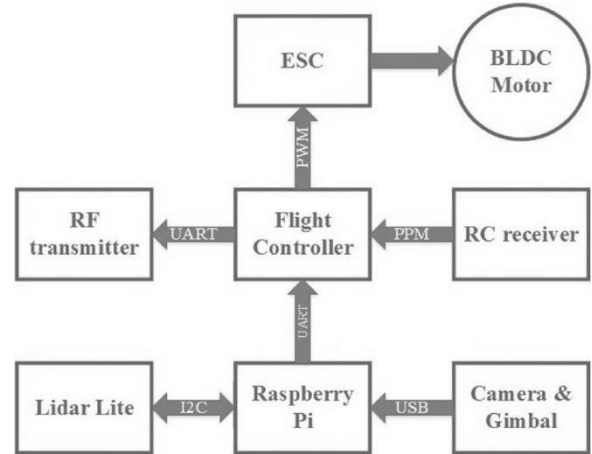 ESC
BLDC
Motor
PWM
RF
transmitter
UART
Flight
Controller
PPM
RC receiver
UART
Lidar Lite
I2C
Raspberry
Pi
USB
Camera &
Gimbal